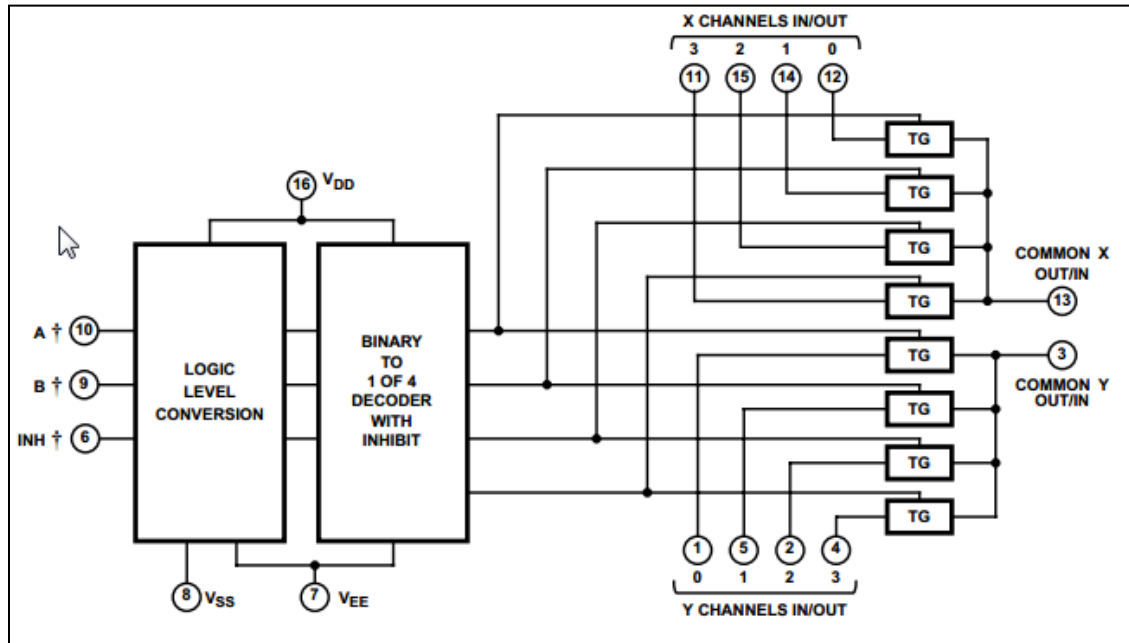 X CHANNELS IN/OUT
3 2 1 0
11 15 14 12
TG
16 VDD
TG
TG
COMMON X
OUT/IN
TG
13
A † 10
B † 9
INH † 6
LOGIC
LEVEL
CONVERSION
BINARY
TO
1 OF 4
DECODER
WITH
INHIBIT
TG
3
COMMON Y
OUT/IN
TG
TG
TG
1 5 2 4
0 1 2 3
Y CHANNELS IN/OUT
8 VSS
7 VEE